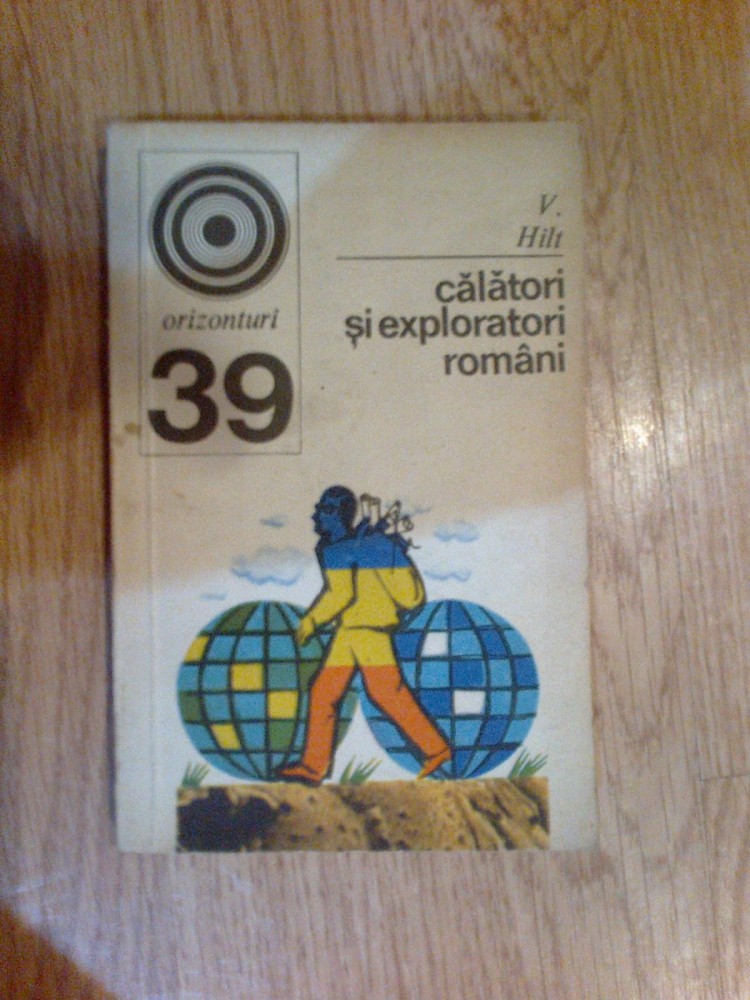 orizonturi
39
V.
Hilt
călători
și exploratori
români